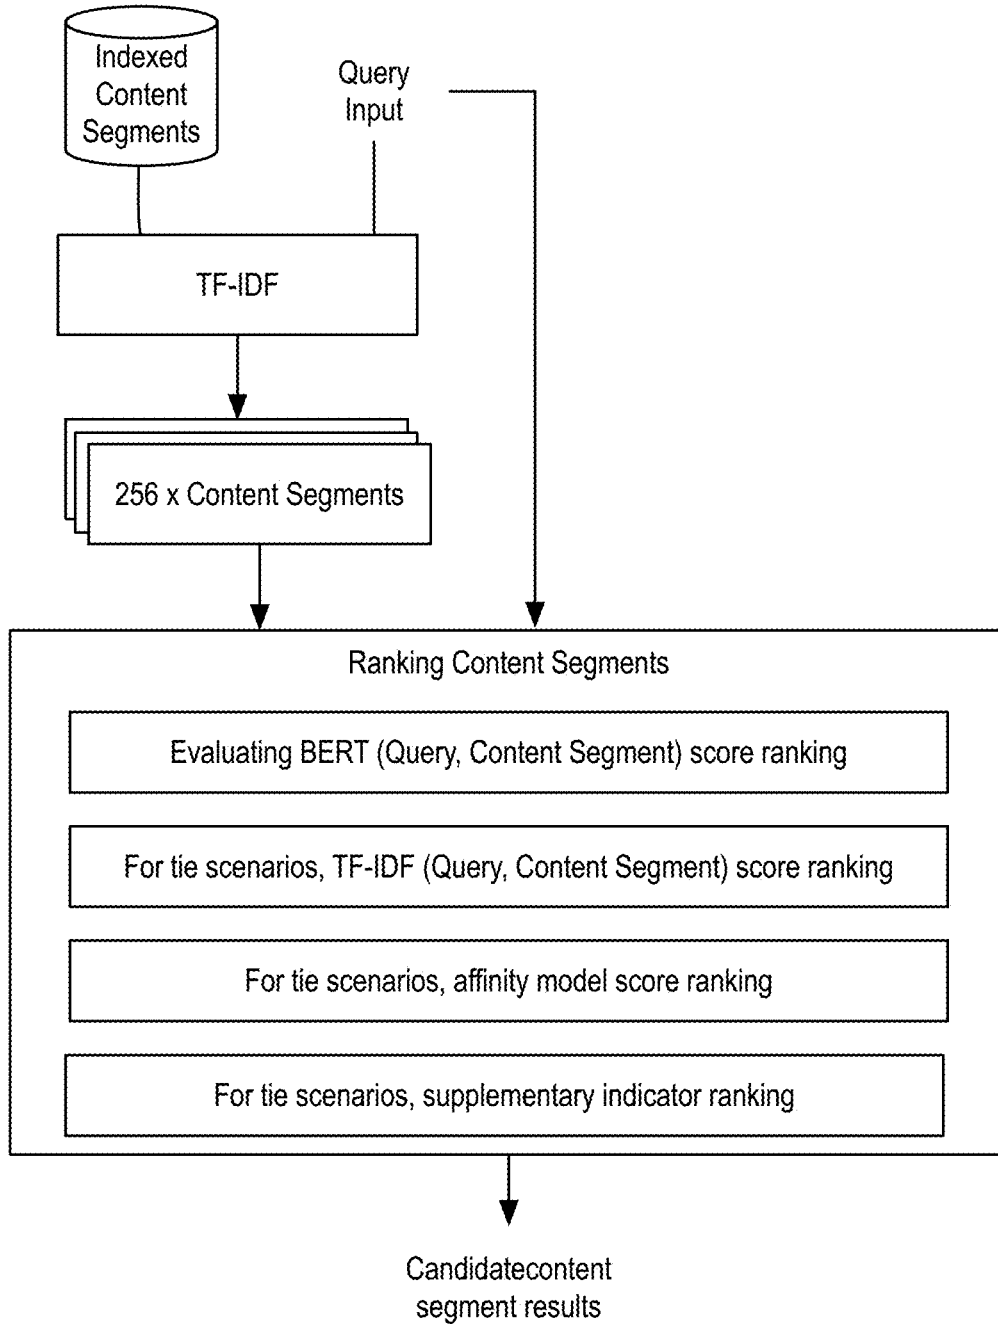 Indexed
Content
Segments
Query
Input
TF-IDF
256 x Content Segments
Ranking Content Segments
Evaluating BERT (Query, Content Segment) score ranking
For tie scenarios, TF-IDF (Query, Content Segment) score ranking
For tie scenarios, affinity model score ranking
For tie scenarios, supplementary indicator ranking
Candidatecontent
segment results